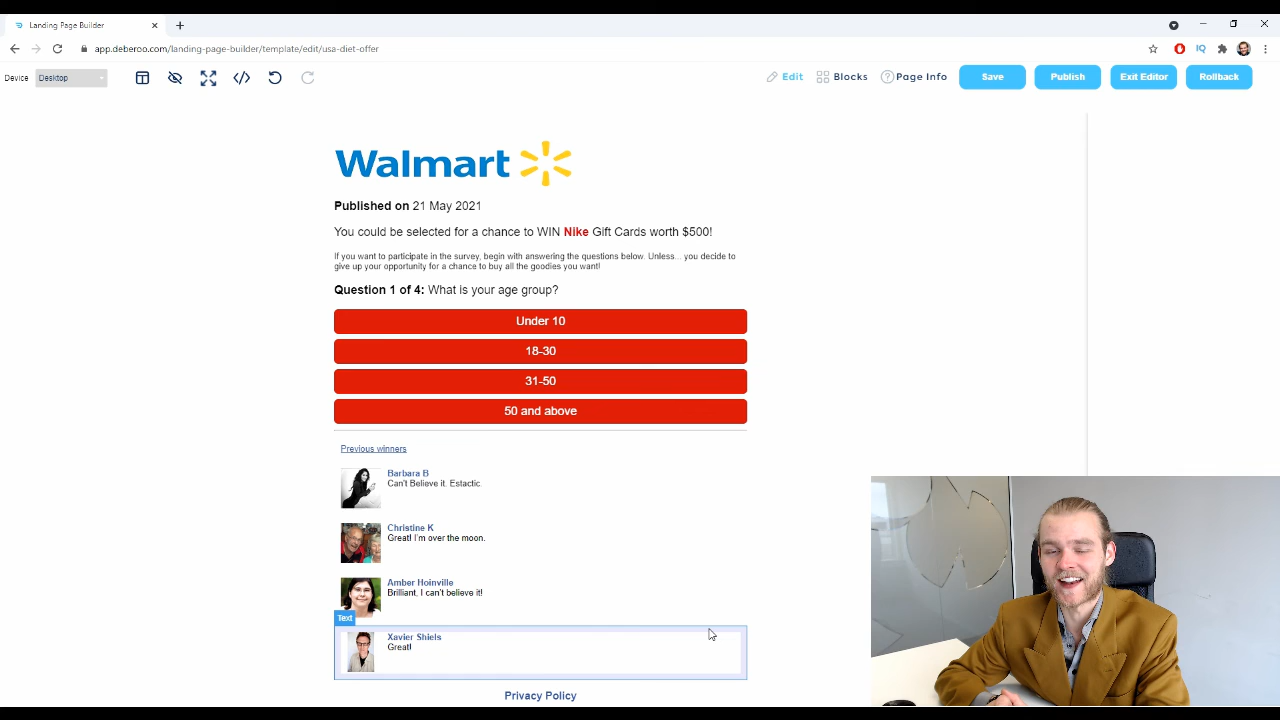 Landing Page Builder
app.deberoo.com/landing-page-builder/template/edit/usa-diet-offer
IQ
Device Desktop Edit Blocks Page Info Save Publish Exit Editor Rollback
Walmart
Published on 21 May 2021
You could be selected for a chance to WIN Nike Gift Cards worth $500!
If you want to participate in the survey, begin with answering the questions below. Unless... you decide to
give up your opportunity for a chance to buy all the goodies you want!
Question 1 of 4: What is your age group?
Under 10
18-30
31-50
50 and above
Previous winners
Barbara B
Can't Believe it. Estactic
Christine K
Great! I'm over the moon.
Amber Hoinville
Brilliant, I can't believe it!
Text
Xavier Shiels
Great!
Privacy Policy